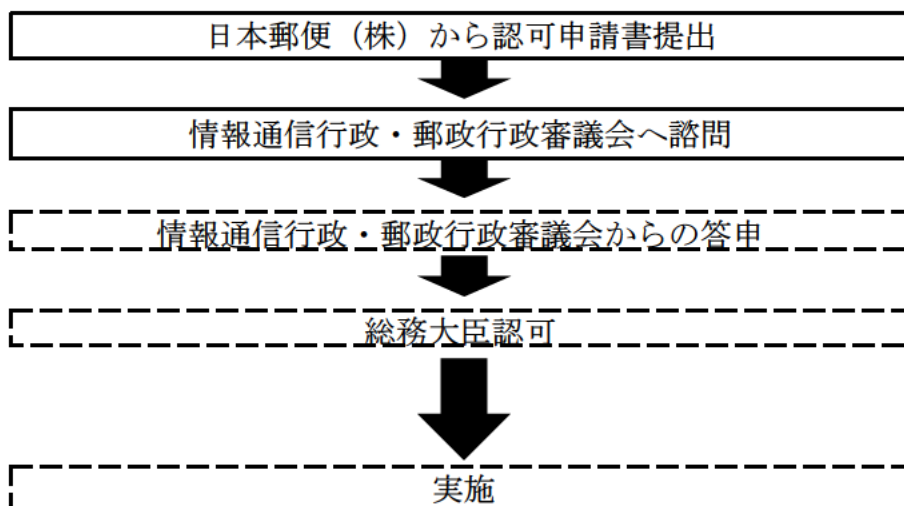 日本郵便（株）から認可申請書提出
情報通信行政・郵政行政審議会へ諮問
情報通信行政・郵政行政審議会からの答申
総務大臣認可
実施